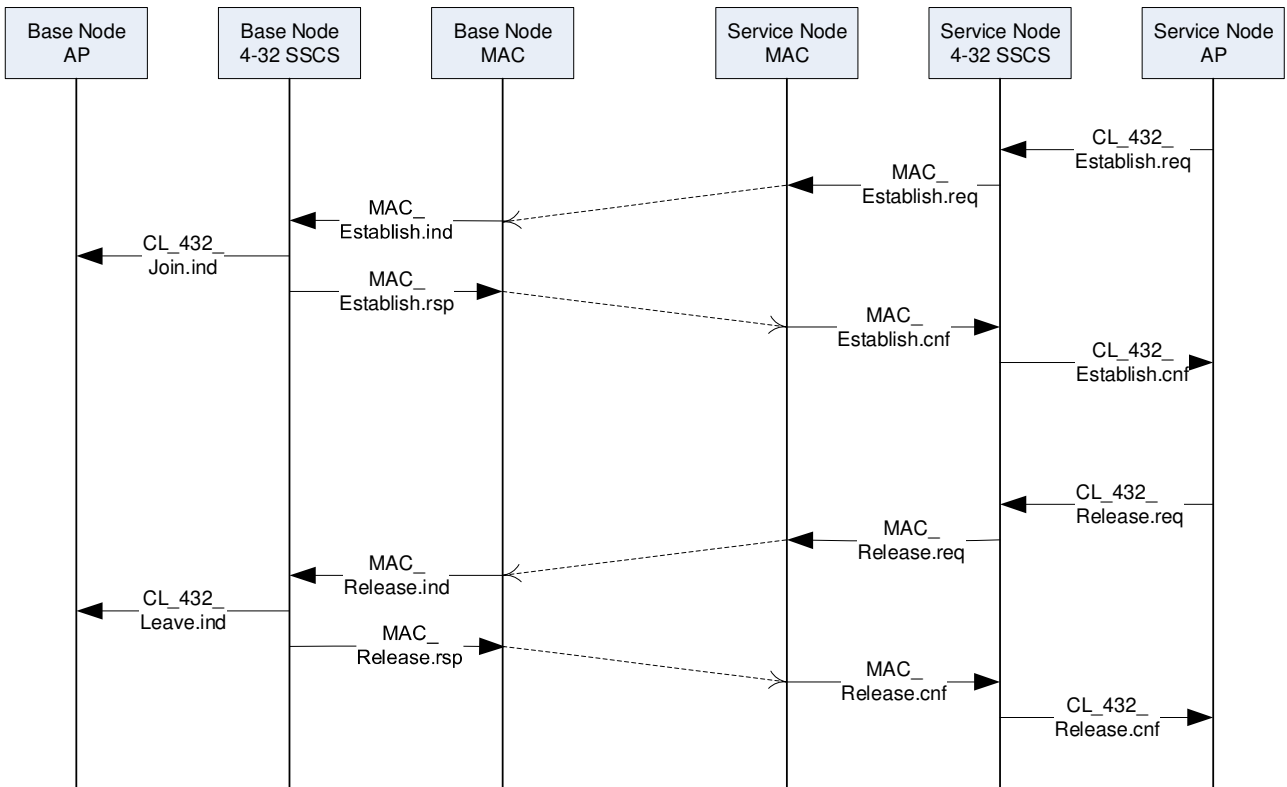 Base Node
AP
Base Node
4-32 SSCS
Base Node
MAC
Service Node
MAC
Service Node
4-32 SSCS
Service Node
AP
CL_432_
Establish.req
MAC_
Establish.req
MAC_
Establish.ind
CL_432_
Join.ind
MAC_
Establish.rsp
MAC_
Establish.cnf
CL_432_
Establish.cnf
CL_432_
Release.req
MAC_
Release.req
MAC_
Release.ind
CL_432_
Leave.ind
MAC_
Release.rsp
MAC_
Release.cnf
CL_432_
Release.cnf